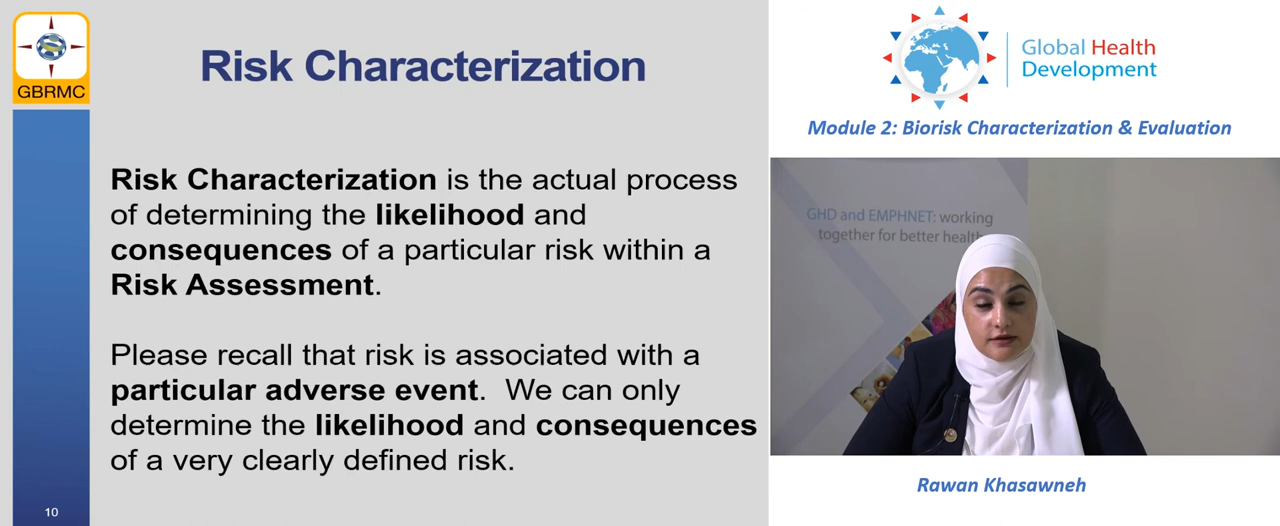 GBRMC
Risk Characterization
Risk Characterization is the actual process
of determining the likelihood and
consequences of a particular risk within a
Risk Assessment.
Please recall that risk is associated with a
particular adverse event. We can only
determine the likelihood and consequences
of a very clearly defined risk.
10
Global Health
Development
Module 2: Biorisk Characterization & Evaluation
GHD and EMPHNET: working
together for better health
Rawan Khasawneh